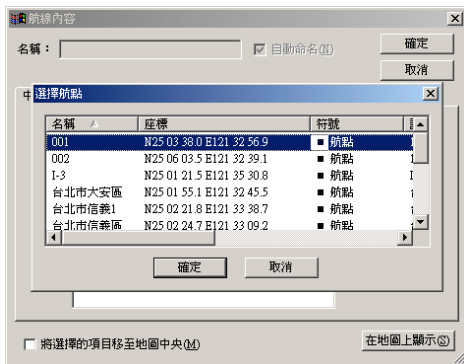 航線內容
名稱：
自動命名(N)
確定
取消
選擇航點
名稱 座標 符號
001 N25 03 38.0 E121 32 56.9 航點
002 N25 06 03.5 E121 32 39.1 航點
I-3 N25 01 21.5 E121 35 30.8 航點
台北市大安區 N25 01 55.1 E121 32 45.5 航點
台北市信義1 N25 02 21.8 E121 33 38.7 航點
台北市信義區 N25 02 24.7 E121 33 09.2 航點
確定 取消
將選擇的項目移至地圖中央(M)
在地圖上顯示(S)